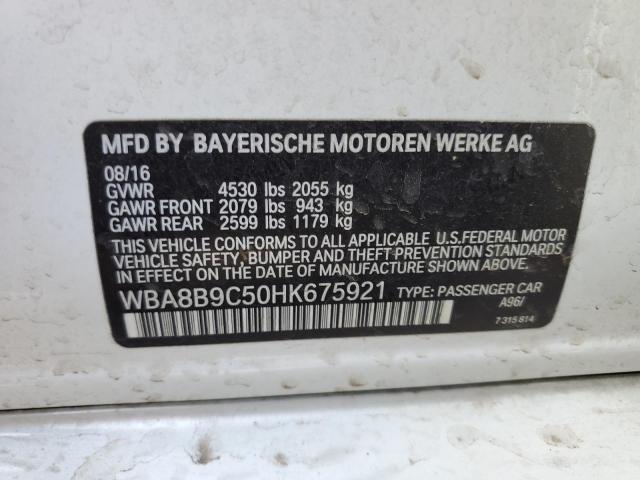 MFD BY BAYERISCHE MOTOREN WERKE AG
08/16
GVWR 4530 lbs 2055 kg
GAWR FRONT 2079 lbs 943 kg
GAWR REAR 2599 lbs 1179 kg
THIS VEHICLE CONFORMS TO ALL APPLICABLE U.S.FEDERAL MOTOR
VEHICLE SAFETY, BUMPER AND THEFT PREVENTION STANDARDS
IN EFFECT ON THE DATE OF MANUFACTURE SHOWN ABOVE.
WBA8B9C50HK675921 TYPE: PASSENGER CAR
A96/
7 315 814